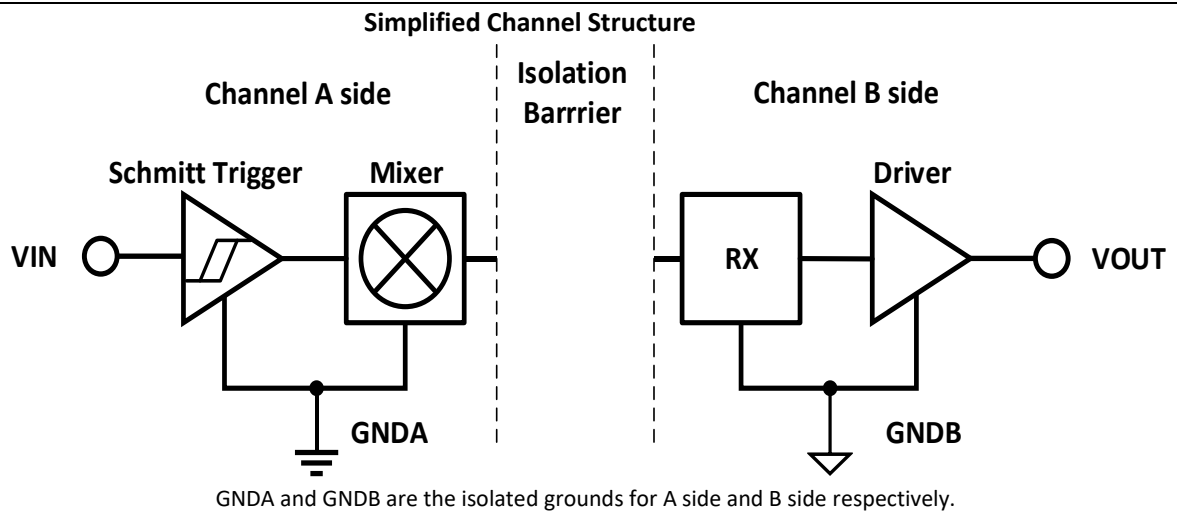 Simplified Channel Structure
Isolation
Barrrier
Channel A side
Channel B side
Schmitt Trigger
Mixer
Driver
VIN
RX
VOUT
GNDA
GNDB
GNDA and GNDB are the isolated grounds for A side and B side respectively.